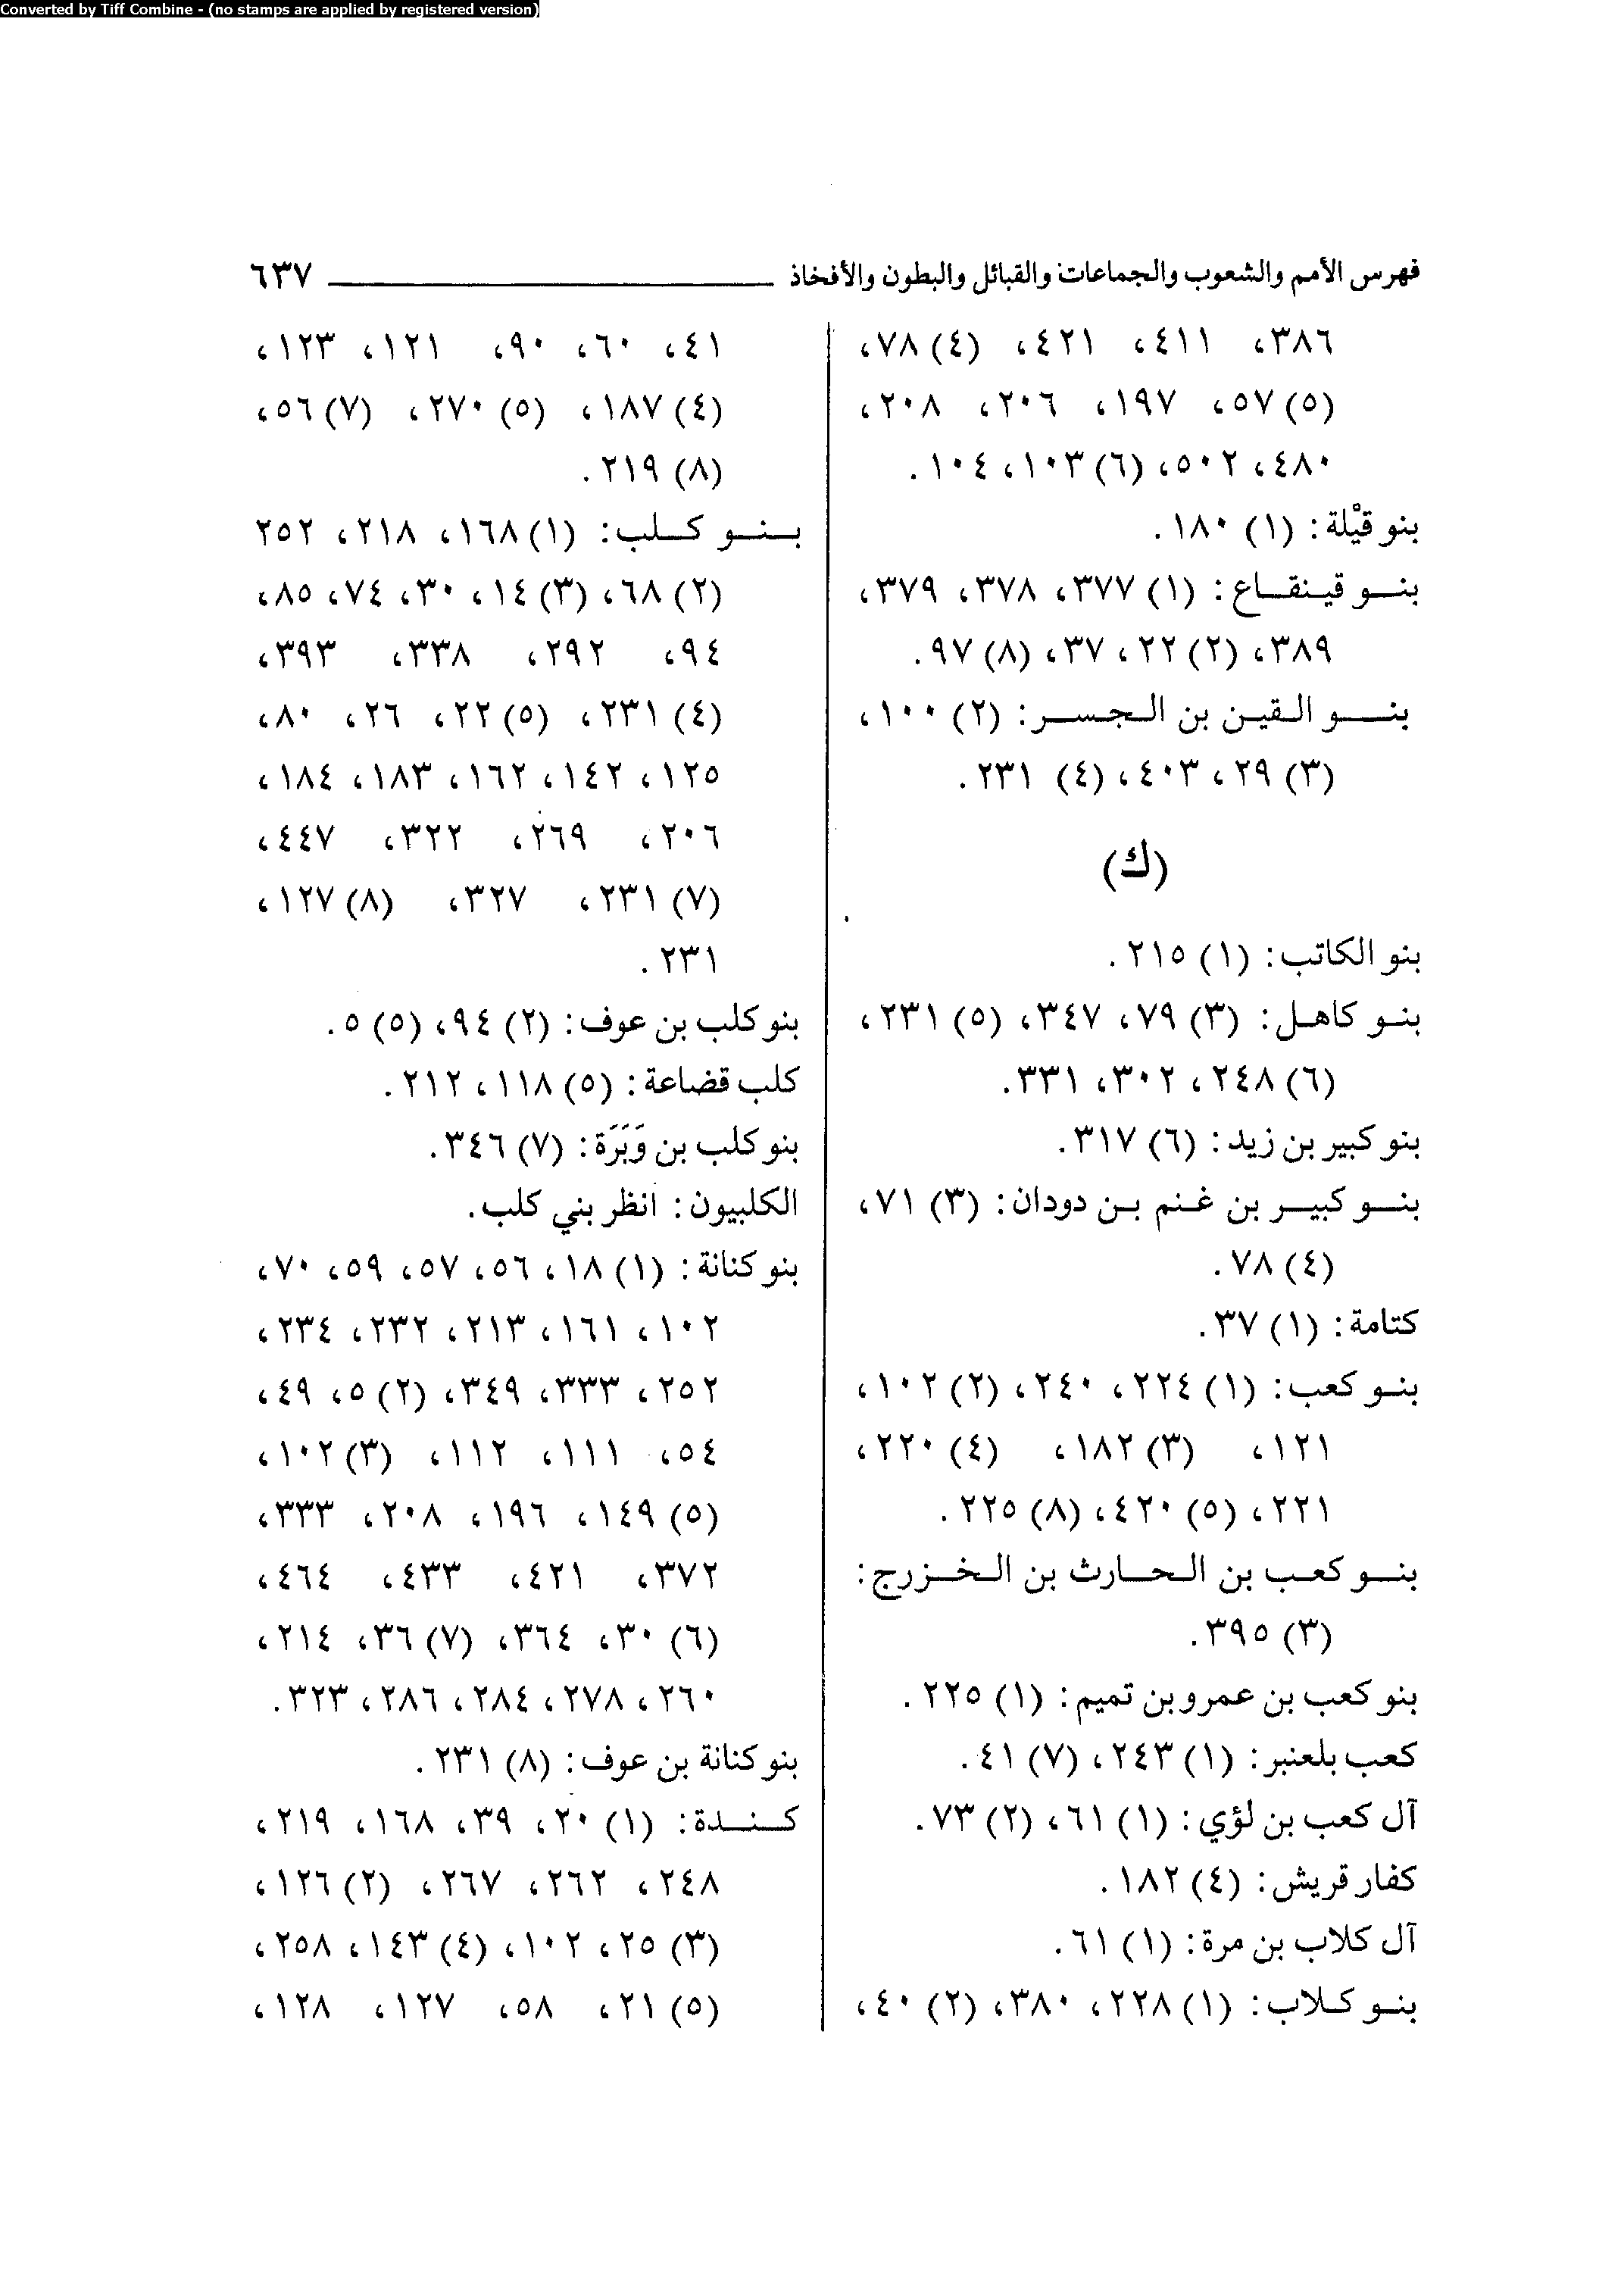 Converted by Tiff Combine - (no stamps are applied by registered version)
فهرس الأمم والشعوب والجماعات والقبائل والبطون والأفخاذ ٦٣٧
٣٨٦، ٤١١، ٤٢١، (٤) ٧٨،
(٥) ٥٧، ١٩٧، ٢٠٦، ٢٠٨،
٤٨٠، ٥٠٢، (٦) ١٠٣، ١٠٤.
بنو قيْلة: (١) ١٨٠.
بنو قينقاع: (١) ٣٧٧، ٣٧٨، ٣٧٩،
٣٨٩، (٢) ٢٢، ٣٧، (٨) ٩٧.
بنو القين بن الجسر: (٢) ١٠٠،
(٣) ٢٩، ٤٠٣، (٤) ٢٣١.
(ك)
بنو الكاتب: (١) ٢١٥.
بنو كاهل: (٣) ٧٩، ٣٤٧، (٥) ٢٣١،
(٦) ٢٤٨، ٣٠٢، ٣٣١.
بنو كبير بن زيد: (٦) ٣١٧.
بنو كبير بن غنم بن دودان: (٣) ٧١،
(٤) ٧٨.
كتامة: (١) ٣٧.
بنو كعب: (١) ٢٢٤، ٢٤٠، (٢) ١٠٢،
١٢١، (٣) ١٨٢، (٤) ٢٢٠،
٢٢١، (٥) ٤٢٠، (٨) ٢٢٥.
بنو كعب بن الحارث بن الخزرج:
(٣) ٣٩٥.
بنو كعب بن عمرو بن تميم: (١) ٢٢٥.
كعب بلعنبر: (١) ٢٤٣، (٧) ٤١.
آل كعب بن لؤي: (١) ٦١، (٢) ٧٣.
كفار قريش: (٤) ١٨٢.
آل كلاب بن مرة: (١) ٦١.
بنو كلاب: (١) ٢٢٨، ٣٨٠، (٢) ٤٠،
٤١، ٦٠، ٩٠، ١٢١، ١٢٣،
(٤) ١٨٧، (٥) ٢٧٠، (٧) ٥٦،
(٨) ٢١٩.
بنو كلب: (١) ١٦٨، ٢١٨، ٢٥٢
(٢) ٦٨، (٣) ١٤، ٣٠، ٧٤، ٨٥،
٩٤، ٢٩٢، ٣٣٨، ٣٩٣،
(٤) ٢٣١، (٥) ٢٢، ٢٦، ٨٠،
١٢٥، ١٤٢، ١٦٢، ١٨٣، ١٨٤،
٢٠٦، ٢٦٩، ٣٢٢، ٤٤٧،
(٧) ٢٣١، ٣٢٧، (٨) ١٢٧،
٢٣١.
بنو كلب بن عوف: (٢) ٩٤، (٥) ٥.
كلب قضاعة: (٥) ١١٨، ٢١٢.
بنو كلب بن وَبَرَة: (٧) ٣٤٦.
الكلبيون: انظر بني كلب.
بنو كنانة: (١) ١٨، ٥٦، ٥٧، ٥٩، ٧٠،
١٠٢، ١٦١، ٢١٣، ٢٣٢، ٢٣٤،
٢٥٢، ٣٣٣، ٣٤٩، (٢) ٥، ٤٩،
٥٤، ١١١، ١١٢، (٣) ١٠٢،
(٥) ١٤٩، ١٩٦، ٢٠٨، ٣٣٣،
٣٧٢، ٤٢١، ٤٣٣، ٤٦٤،
(٦) ٣٠، ٣٦٤، (٧) ٣٦، ٢١٤،
٢٦٠، ٢٧٨، ٢٨٤، ٢٨٦، ٣٢٣.
بنو كنانة بن عوف: (٨) ٢٣١.
كندة: (١) ٢٠، ٣٩، ١٦٨، ٢١٩،
٢٤٨، ٢٦٢، ٢٦٧، (٢) ١٢٦،
(٣) ٢٥، ١٠٢، (٤) ١٤٣، ٢٥٨،
(٥) ٢١، ٥٨، ١٢٧، ١٢٨،